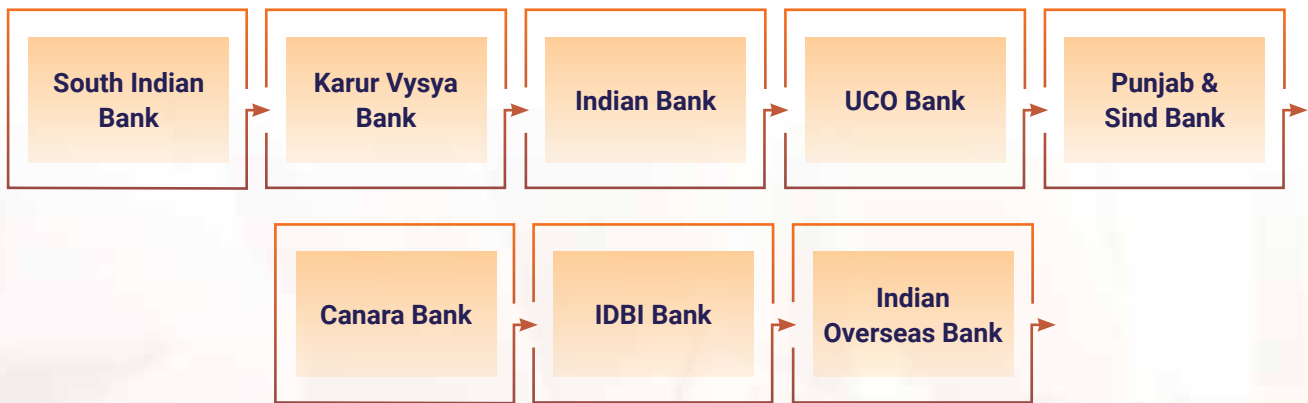 South Indian
Bank
Karur Vysya
Bank
Indian Bank
UCO Bank
Punjab &
Sind Bank
Canara Bank
IDBI Bank
Indian
Overseas Bank